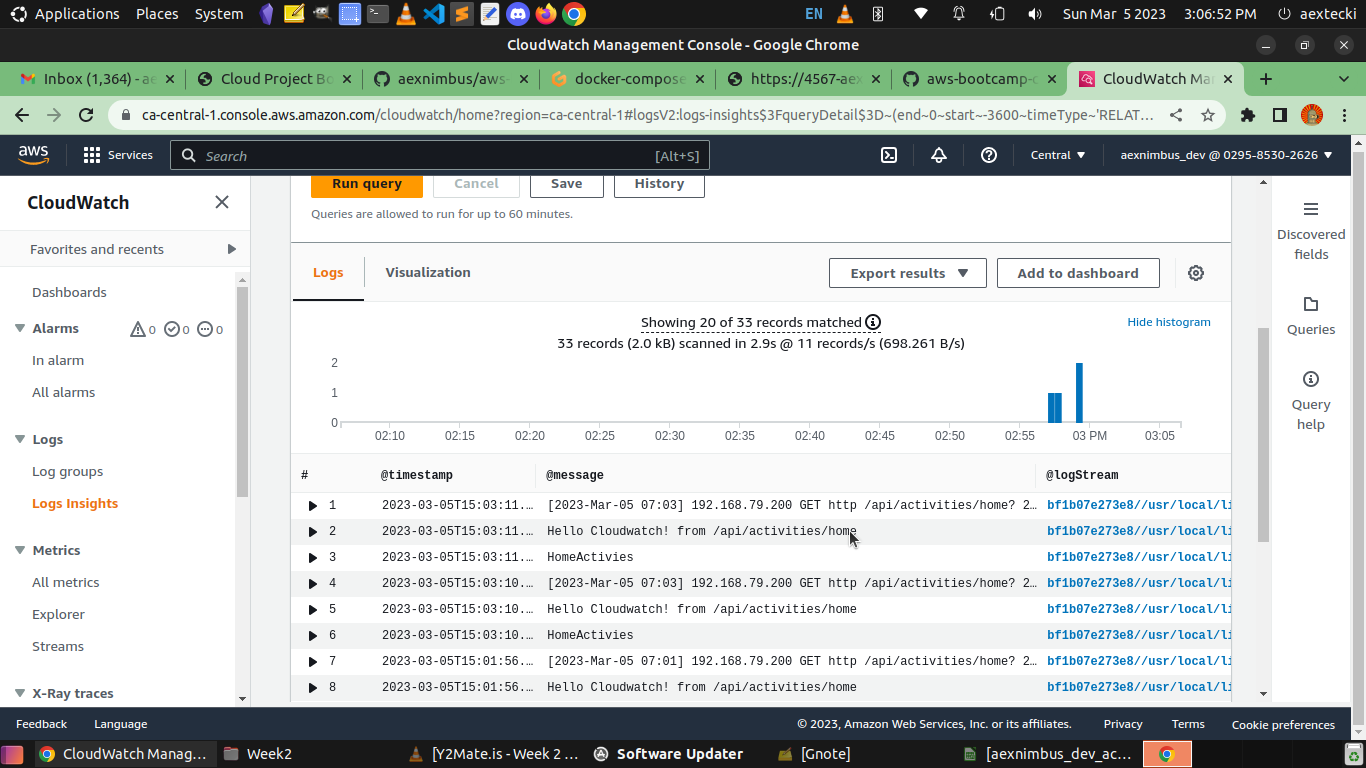 Applications Places System EN Sun Mar 5 2023 3:06:52 PM aextecki
CloudWatch Management Console - Google Chrome
Inbox (1,364) - ae Cloud Project Bo aexnimbus/aws- docker-compose https://4567-aex aws-bootcamp-c CloudWatch Ma
ca-central-1.console.aws.amazon.com/cloudwatch/home?region=ca-central-1#logsV2:logs-insights$3FqueryDetail$3D~(end~0~start~-3600~timeType~'RELAT...
aws Services Search [Alt+S] Central aexnimbus_dev @ 0295-8530-2626
CloudWatch
Favorites and recents
Dashboards
Alarms 0 0 0
In alarm
All alarms
Logs
Log groups
Logs Insights
Metrics
All metrics
Explorer
Streams
X-Ray traces
Run query Cancel Save History
Queries are allowed to run for up to 60 minutes.
Logs Visualization Export results Add to dashboard
Showing 20 of 33 records matched Hide histogram
33 records (2.0 kB) scanned in 2.9s @ 11 records/s (698.261 B/s)
2
1
0
02:10 02:15 02:20 02:25 02:30 02:35 02:40 02:45 02:50 02:55 03 PM 03:05
# @timestamp @message @logStream
1 2023-03-05T15:03:11.… [2023-Mar-05 07:03] 192.168.79.200 GET http /api/activities/home? 2… bf1b07e273e8//usr/local/li
2 2023-03-05T15:03:11.… Hello Cloudwatch! from /api/activities/home bf1b07e273e8//usr/local/li
3 2023-03-05T15:03:11.… HomeActivies bf1b07e273e8//usr/local/li
4 2023-03-05T15:03:10.… [2023-Mar-05 07:03] 192.168.79.200 GET http /api/activities/home? 2… bf1b07e273e8//usr/local/li
5 2023-03-05T15:03:10.… Hello Cloudwatch! from /api/activities/home bf1b07e273e8//usr/local/li
6 2023-03-05T15:03:10.… HomeActivies bf1b07e273e8//usr/local/li
7 2023-03-05T15:01:56.… [2023-Mar-05 07:01] 192.168.79.200 GET http /api/activities/home? 2… bf1b07e273e8//usr/local/li
8 2023-03-05T15:01:56.… Hello Cloudwatch! from /api/activities/home bf1b07e273e8//usr/local/li
Discovered
fields
Queries
Query
help
Feedback Language © 2023, Amazon Web Services, Inc. or its affiliates. Privacy Terms Cookie preferences
CloudWatch Manag... Week2 [Y2Mate.is - Week 2 ... Software Updater [Gnote] [aexnimbus_dev_ac...